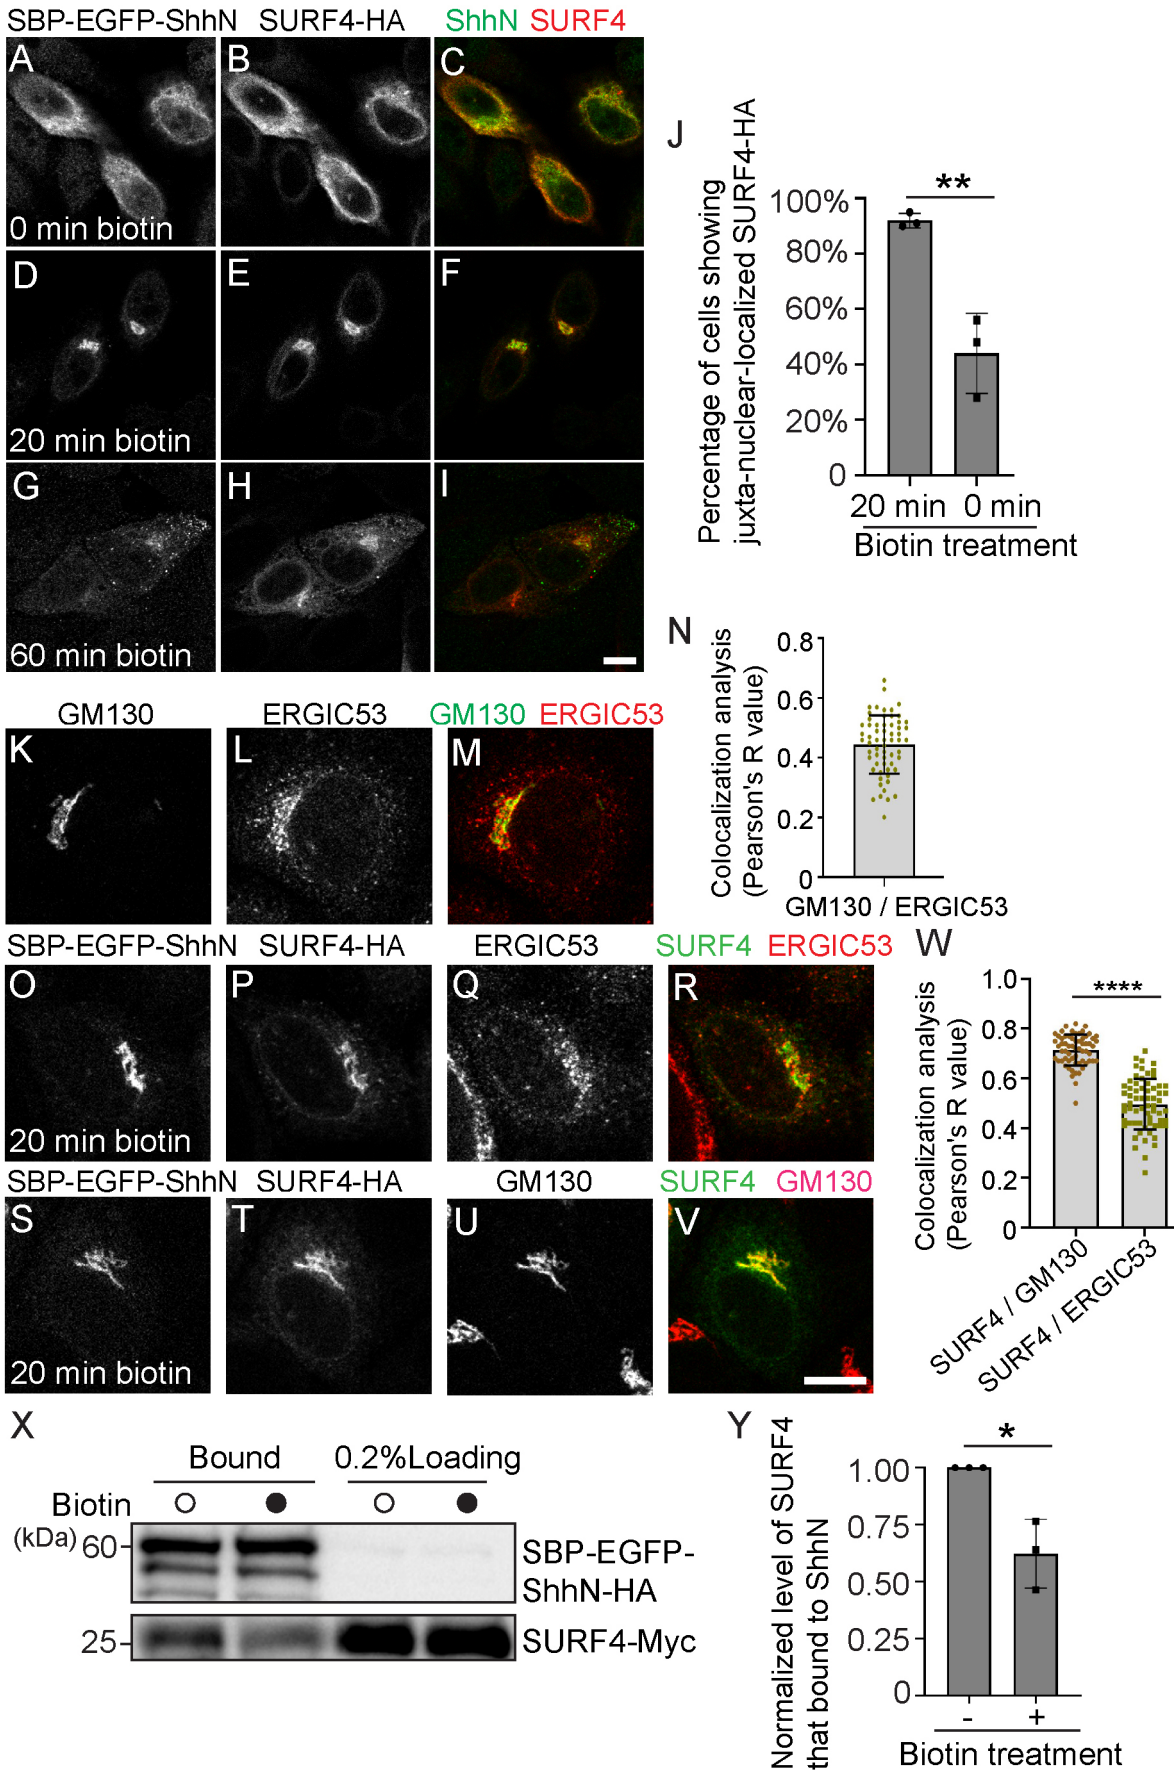 SBP-EGFP-ShhN SURF4-HA ShhN SURF4
A B C
0 min biotin
D E F
20 min biotin
G H I
60 min biotin
J
Percentage of cells showing
juxta-nuclear-localized SURF4-HA
**
100%
80%
60%
40%
20%
0
20 min 0 min
Biotin treatment
GM130 ERGIC53 GM130 ERGIC53
K L M
N
Colocalization analysis
(Pearson's R value)
0.8
0.6
0.4
0.2
0
GM130 / ERGIC53
SBP-EGFP-ShhN SURF4-HA ERGIC53 SURF4 ERGIC53
O P Q R
20 min biotin
SBP-EGFP-ShhN SURF4-HA GM130 SURF4 GM130
S T U V
20 min biotin
W
Colocalization analysis
(Pearson's R value)
****
1.0
0.8
0.6
0.4
0.2
0
SURF4 / GM130
SURF4 / ERGIC53
X
Bound 0.2%Loading
Biotin
(kDa)
60
SBP-EGFP-
ShhN-HA
25
SURF4-Myc
Y
Normalized level of SURF4
that bound to ShhN
*
1.00
0.75
0.50
0.25
0
- +
Biotin treatment